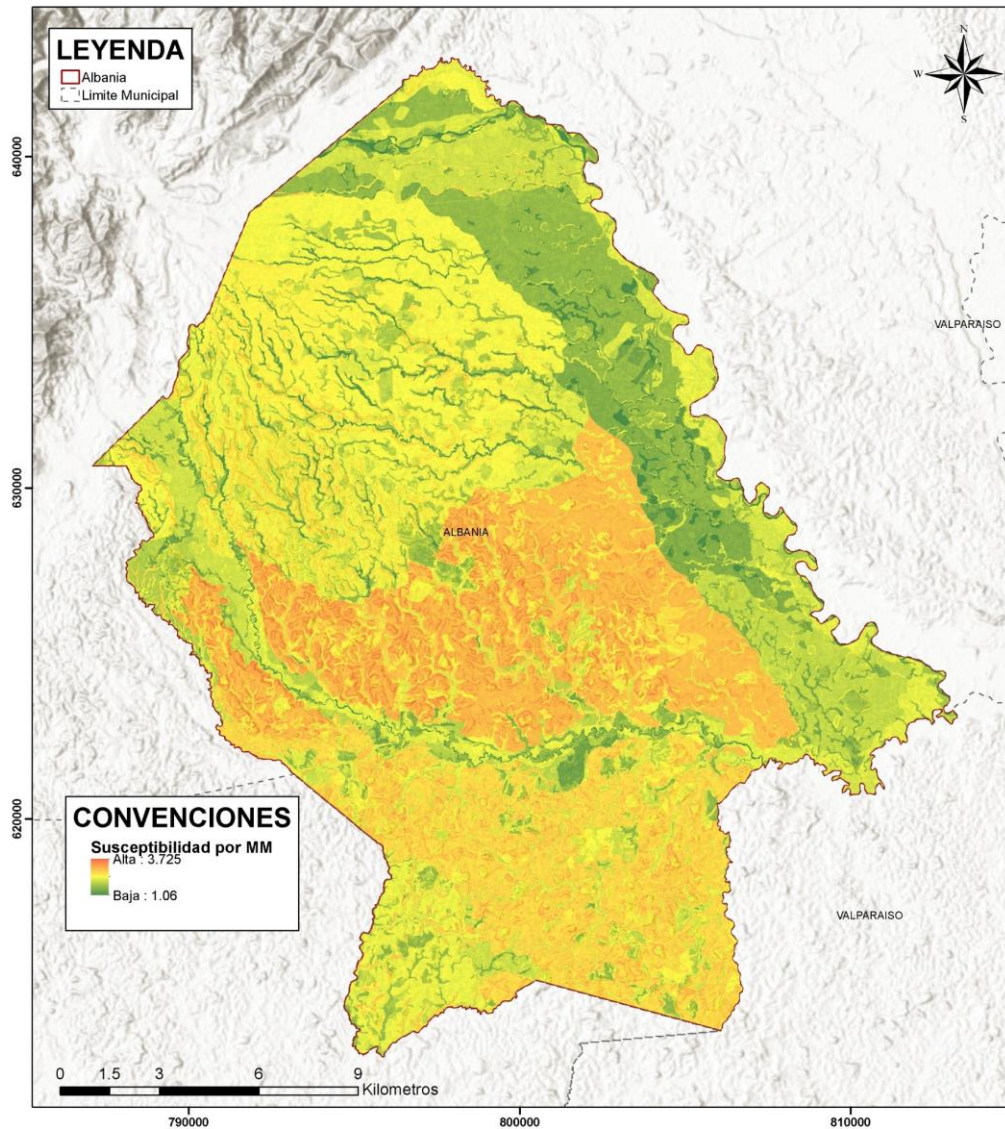 LEYENDA
Albania
Limite Municipal
N
W
S
640000
VALPARAISO
630000
ALBANIA
620000
CONVENCIONES
Susceptibilidad por MM
Alta : 3.725
Baja : 1.06
VALPARAISO
0 1.5 3 6 9
Kilometros
790000 800000 810000